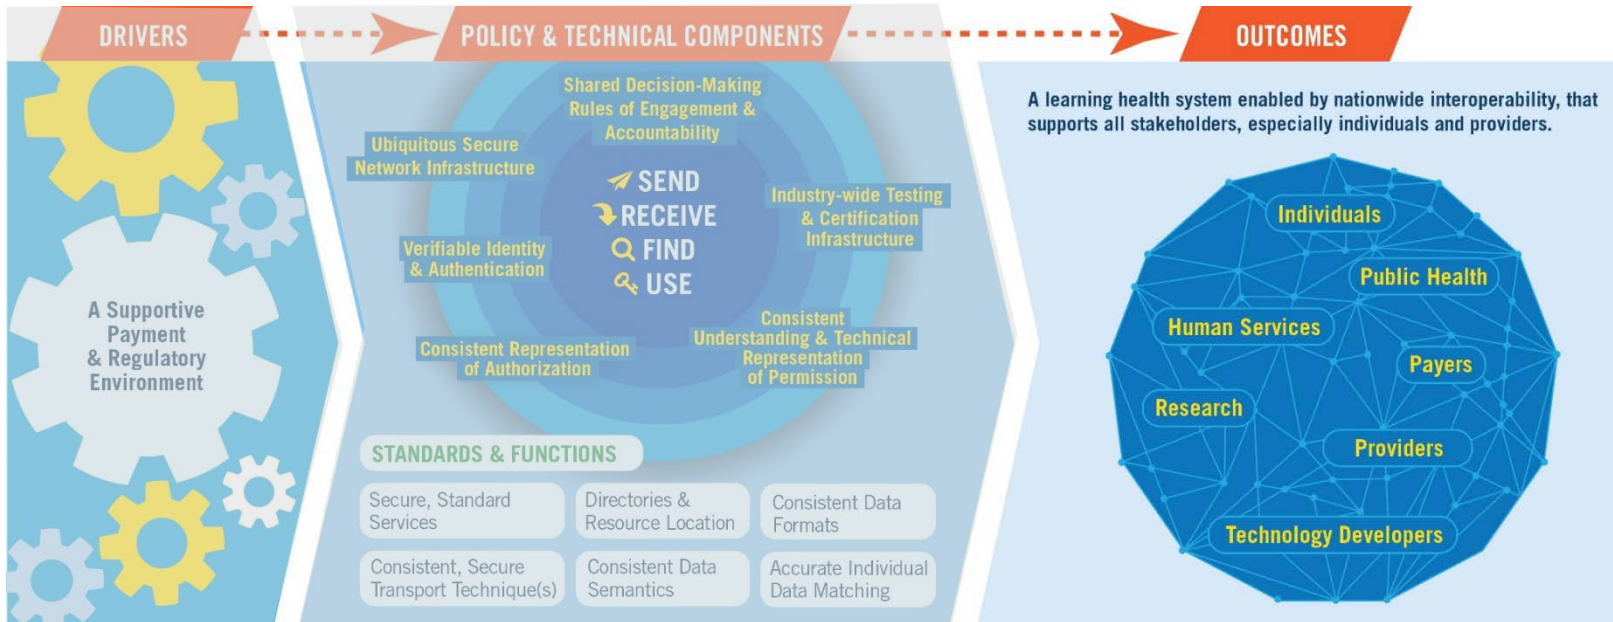 DRIVERS
POLICY & TECHNICAL COMPONENTS
OUTCOMES
A Supportive
Payment
& Regulatory
Environment
Shared Decision-Making
Rules of Engagement &
Accountability
Ubiquitous Secure
Network Infrastructure
Industry-wide Testing
& Certification
Infrastructure
Verifiable Identity
& Authentication
Consistent
Understanding & Technical
Representation
of Permission
Consistent Representation
of Authorization
SEND
RECEIVE
FIND
USE
STANDARDS & FUNCTIONS
Secure, Standard
Services
Directories &
Resource Location
Consistent Data
Formats
Consistent, Secure
Transport Technique(s)
Consistent Data
Semantics
Accurate Individual
Data Matching
A learning health system enabled by nationwide interoperability, that
supports all stakeholders, especially individuals and providers.
Individuals
Public Health
Human Services
Payers
Research
Providers
Technology Developers